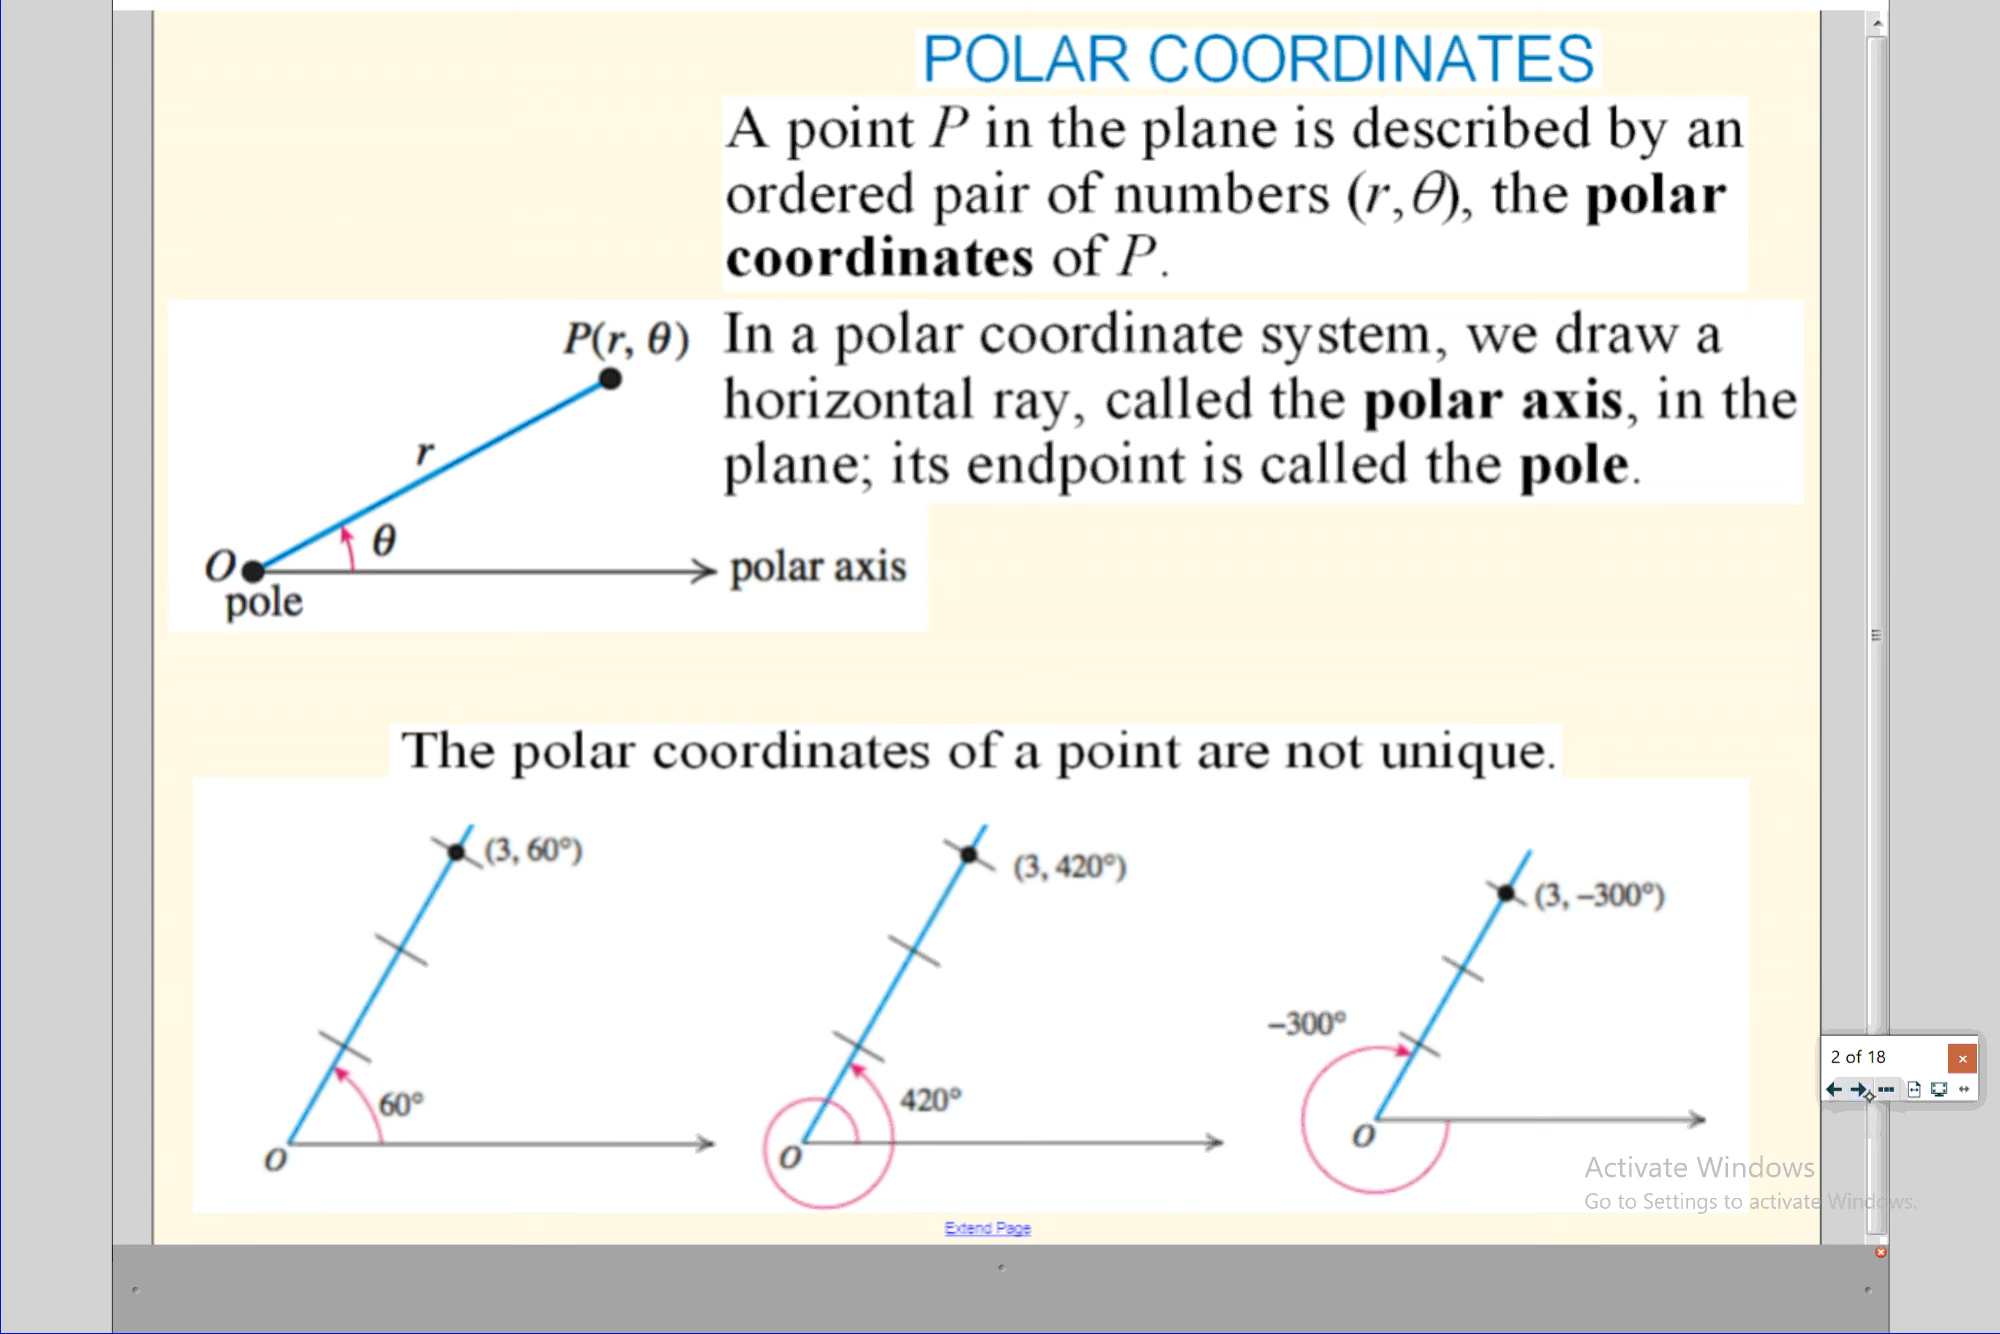 POLAR COORDINATES
A point P in the plane is described by an
ordered pair of numbers (r, θ), the polar
coordinates of P.
P(r, θ)
In a polar coordinate system, we draw a
horizontal ray, called the polar axis, in the
plane; its endpoint is called the pole.
r
θ
O
polar axis
pole
The polar coordinates of a point are not unique.
(3, 60°)
(3, 420°)
(3, –300°)
–300°
60°
420°
O
O
O
2 of 18
Activate Windows
Go to Settings to activate Windows.
Extend Page